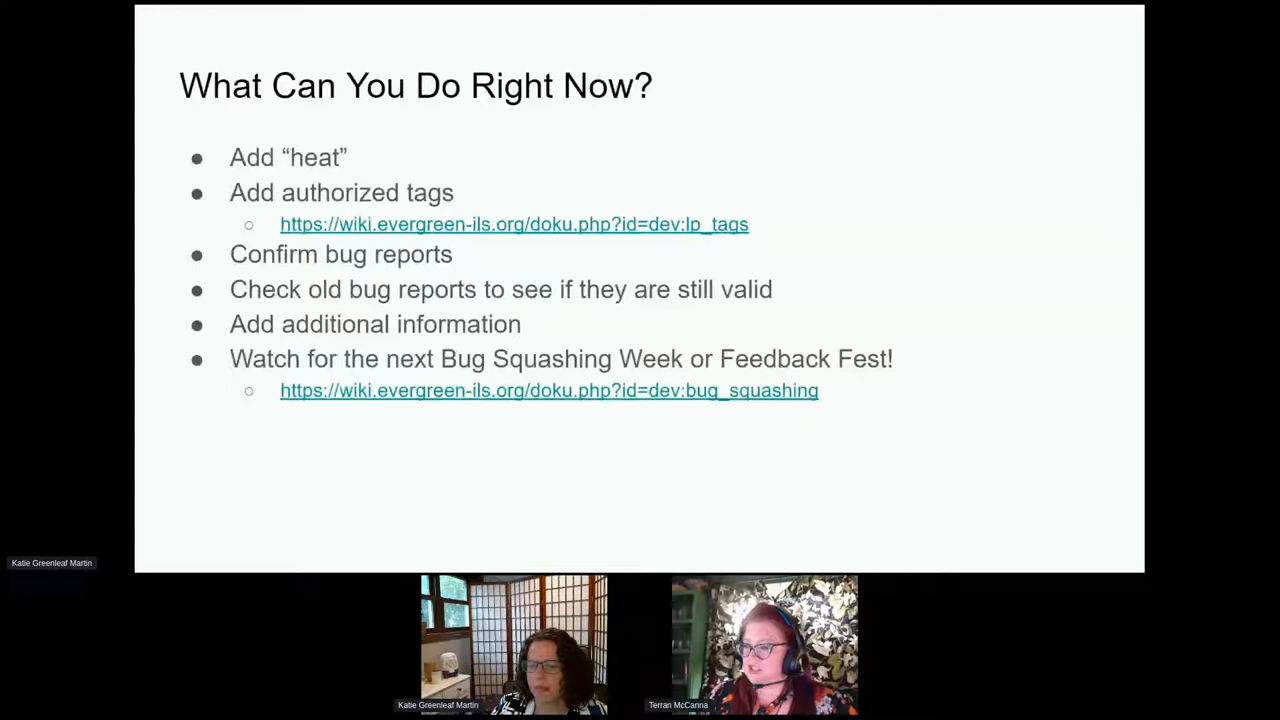 What Can You Do Right Now?
● Add “heat”
● Add authorized tags
○ https://wiki.evergreen-ils.org/doku.php?id=dev:lp_tags
● Confirm bug reports
● Check old bug reports to see if they are still valid
● Add additional information
● Watch for the next Bug Squashing Week or Feedback Fest!
○ https://wiki.evergreen-ils.org/doku.php?id=dev:bug_squashing
Katie Greenleaf Martin
Katie Greenleaf Martin
Terran McCanna